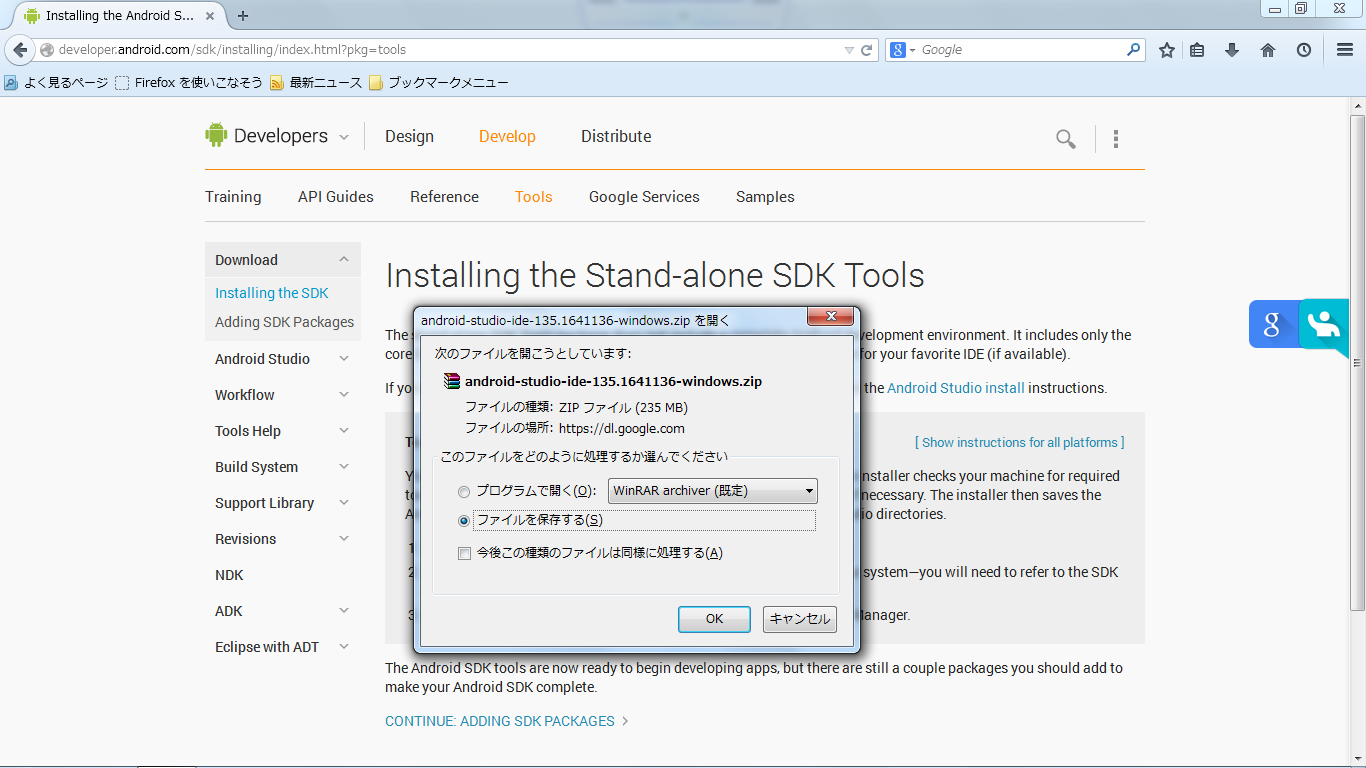 Installing the Android S...
developer.android.com/sdk/installing/index.html?pkg=tools
Google
よく見るページ Firefox を使いこなそう 最新ニュース ブックマークメニュー
Developers Design Develop Distribute
Training API Guides Reference Tools Google Services Samples
Download
Installing the SDK
Adding SDK Packages
Android Studio
Workflow
Tools Help
Build System
Support Library
Revisions
NDK
ADK
Eclipse with ADT
Installing the Stand-alone SDK Tools
The
velopment environment. It includes only the
core
for your favorite IDE (if available).
If you
the Android Studio install instructions.
[ Show instructions for all platforms ]
nstaller checks your machine for required
necessary. The installer then saves the
io directories.
system—you will need to refer to the SDK
Manager.
android-studio-ide-135.1641136-windows.zip を開く
次のファイルを開こうとしています:
android-studio-ide-135.1641136-windows.zip
ファイルの種類: ZIP ファイル (235 MB)
ファイルの場所: https://dl.google.com
このファイルをどのように処理するか選んでください
プログラムで開く(O): WinRAR archiver (既定)
ファイルを保存する(S)
今後この種類のファイルは同様に処理する(A)
OK キャンセル
The Android SDK tools are now ready to begin developing apps, but there are still a couple packages you should add to
make your Android SDK complete.
CONTINUE: ADDING SDK PACKAGES